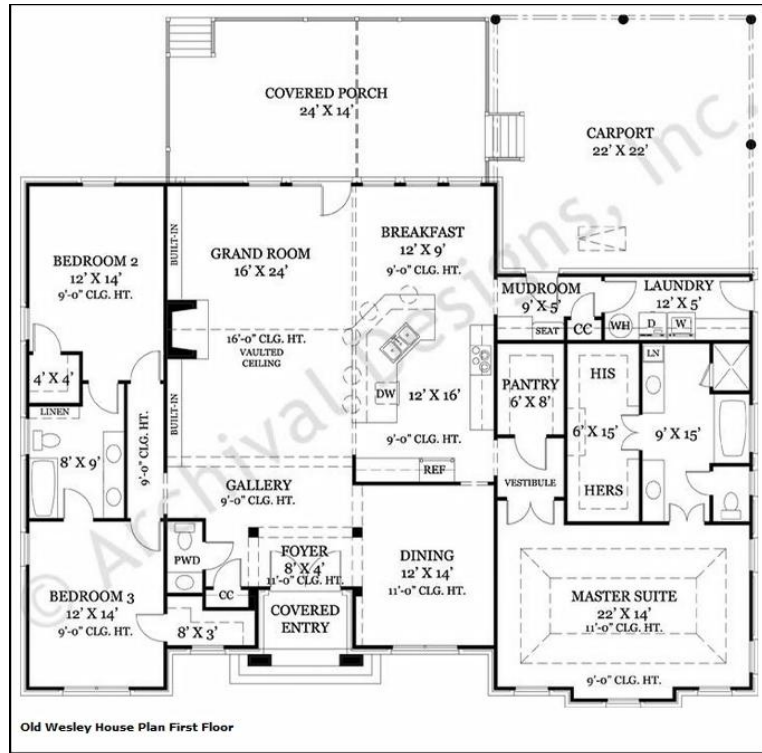 COVERED PORCH
24' X 14'
CARPORT
22' X 22'
BEDROOM 2
12' X 14'
9'-0" CLG. HT.
BUILT-IN
GRAND ROOM
16' X 24'
16'-0" CLG. HT.
VAULTED
CEILING
BREAKFAST
12' X 9'
9'-0" CLG. HT.
MUDROOM
9' X 5'
SEAT
CC
LAUNDRY
12' X 5'
WH
D
W
4' X 4'
LINEN
8' X 9'
9'-0" CLG. HT.
BUILT-IN
DW
12' X 16'
9'-0" CLG. HT.
REF
PANTRY
6' X 8'
VESTIBULE
HIS
6' X 15'
HERS
LN
9' X 15'
GALLERY
9'-0" CLG. HT.
PWD
CC
FOYER
8' X 4'
11'-0" CLG. HT.
COVERED
ENTRY
DINING
12' X 14'
11'-0" CLG. HT.
BEDROOM 3
12' X 14'
9'-0" CLG. HT.
8' X 3'
MASTER SUITE
22' X 14'
11'-0" CLG. HT.
9'-0" CLG. HT.
© Archival Designs, Inc.
Old Wesley House Plan First Floor